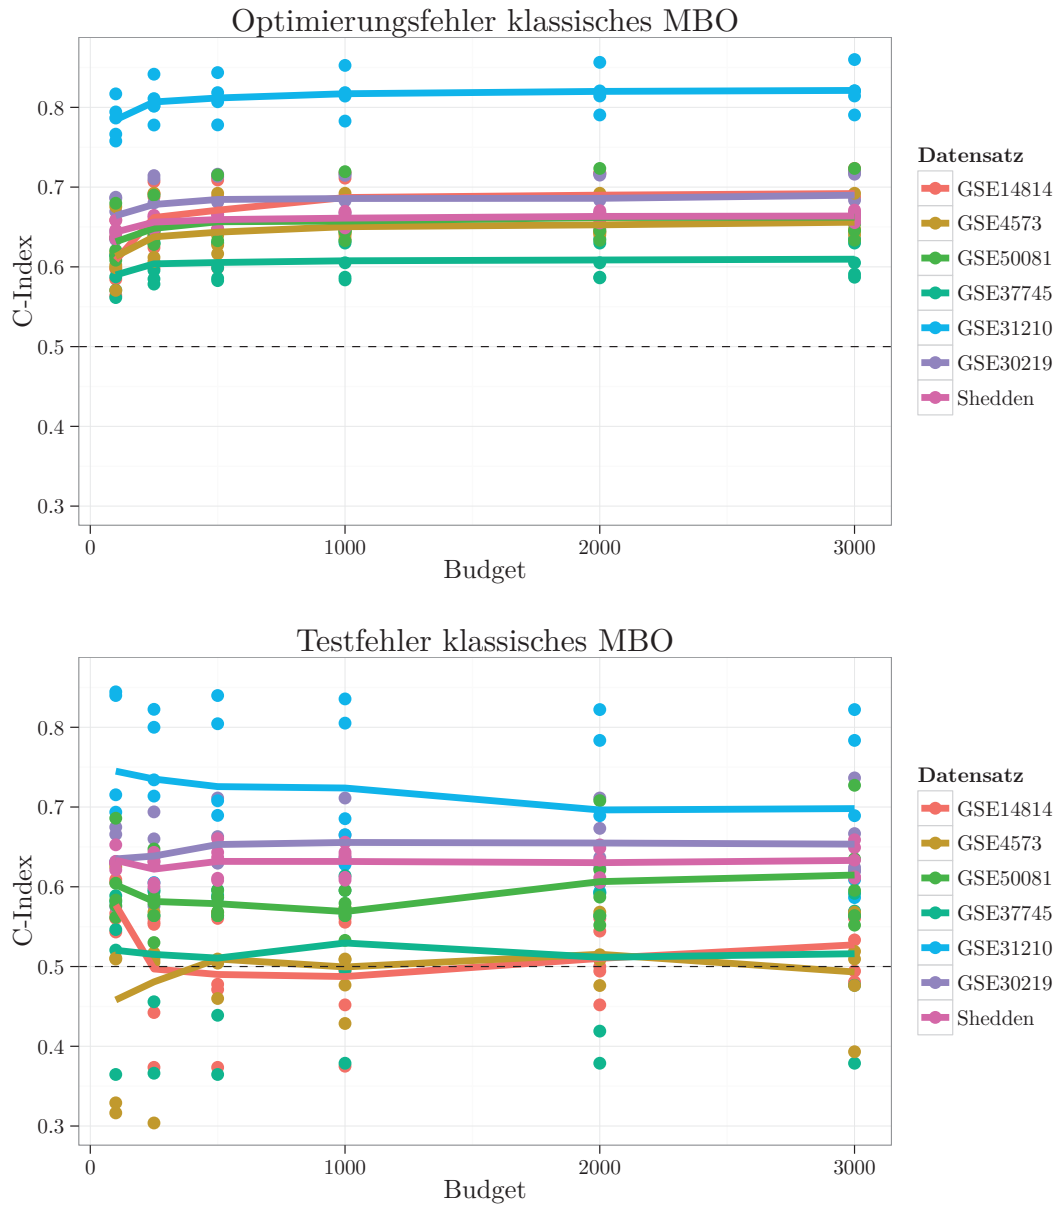 Optimierungsfehler klassisches MBO
C-Index
0.8
0.7
0.6
0.5
0.4
0.3
0
1000
2000
3000
Budget
Datensatz
GSE14814
GSE4573
GSE50081
GSE37745
GSE31210
GSE30219
Shedden
Testfehler klassisches MBO
C-Index
0.8
0.7
0.6
0.5
0.4
0.3
0
1000
2000
3000
Budget
Datensatz
GSE14814
GSE4573
GSE50081
GSE37745
GSE31210
GSE30219
Shedden